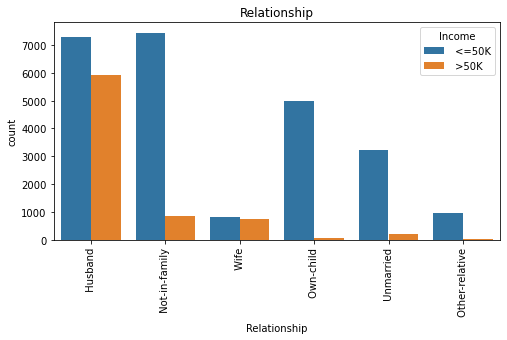 Relationship
Income
<=50K
>50K
count
7000
6000
5000
4000
3000
2000
1000
0
Husband
Not-in-family
Wife
Own-child
Unmarried
Other-relative
Relationship